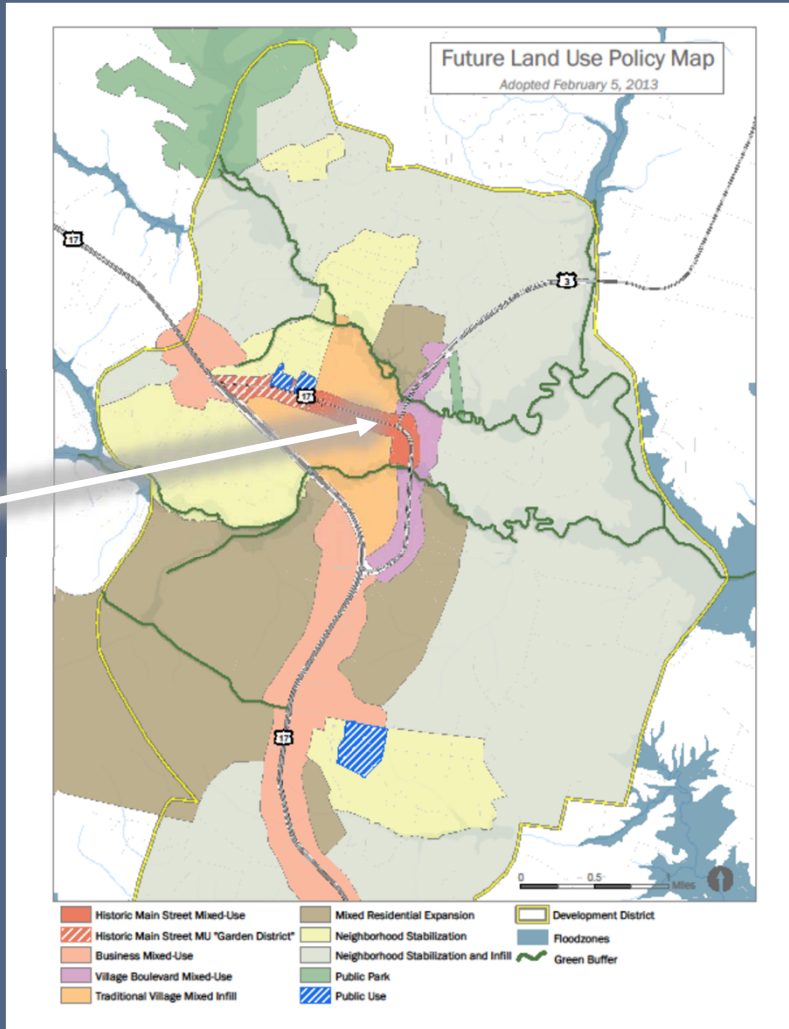 Future Land Use Policy Map
Adopted February 5, 2013
17
3
17
17
0 0.5 1
Miles
Historic Main Street Mixed-Use
Historic Main Street MU "Garden District"
Business Mixed-Use
Village Boulevard Mixed-Use
Traditional Village Mixed Infill
Mixed Residential Expansion
Neighborhood Stabilization
Neighborhood Stabilization and Infill
Public Park
Public Use
Development District
Floodzones
Green Buffer